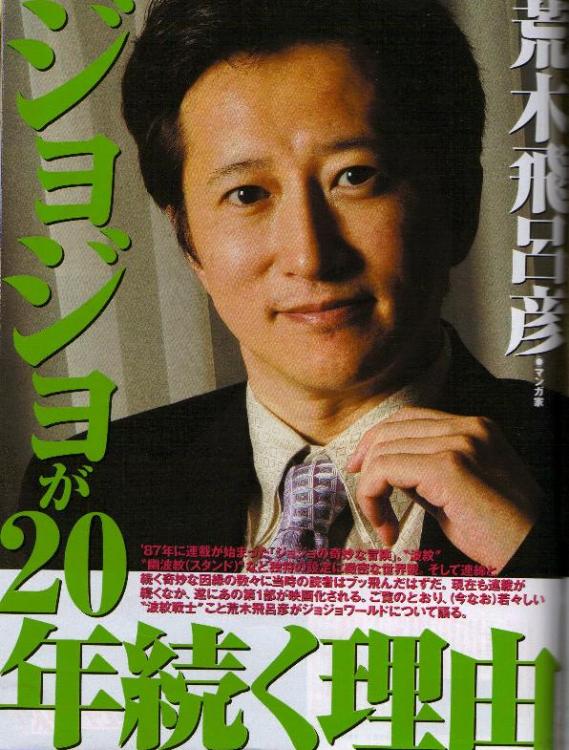 荒木飛呂彦
●マンガ家
ジョジョが
20
年続く理由
'87年に連載が始まった「ジョジョの奇妙な冒険」。“波紋”
“幽波紋(スタンド)”など独特の設定に緻密な世界観、そして連綿と
続く奇妙な因縁の数々に当時の読者はブッ飛んだはずだ。現在も連載が
続くなか、遂にあの第1部が映画化される。ご覧のとおり、(今なお)若々しい
“波紋戦士”こと荒木飛呂彦がジョジョワールドについて語る。